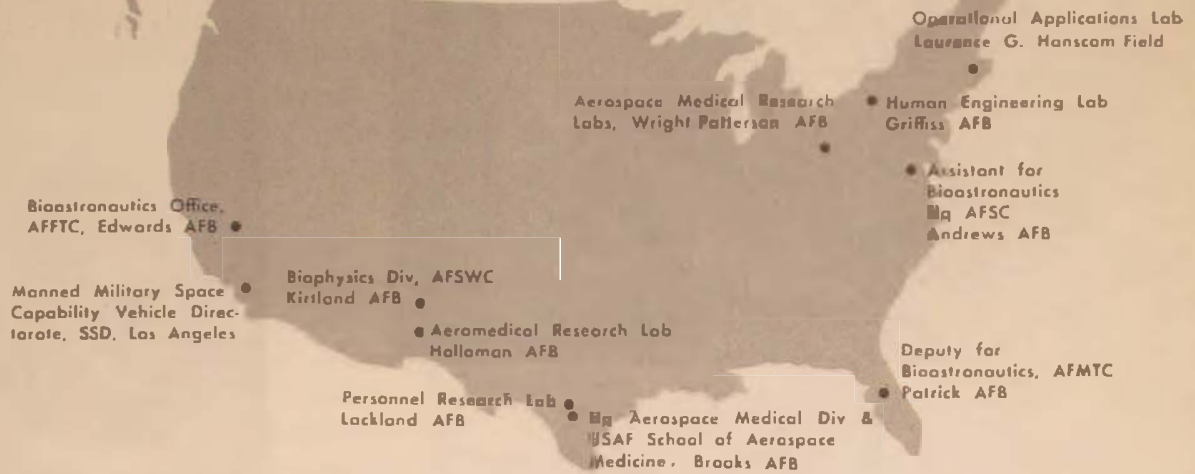 Operational Applications Lab
Laurence G. Hanscom Field
Aerospace Medical Research
Labs, Wright Patterson AFB
Human Engineering Lab
Griffiss AFB
Assistant for
Bioastronautics
Hq AFSC
Andrews AFB
Bioastronautics Office,
AFFTC, Edwards AFB
Manned Military Space
Capability Vehicle Direc-
torate, SSD, Los Angeles
Biophysics Div, AFSWC
Kirtland AFB
Aeromedical Research Lab
Holloman AFB
Deputy for
Bioastronautics, AFMTC
Patrick AFB
Personnel Research Lab
Lackland AFB
Hq Aerospace Medical Div &
USAF School of Aerospace
Medicine, Brooks AFB